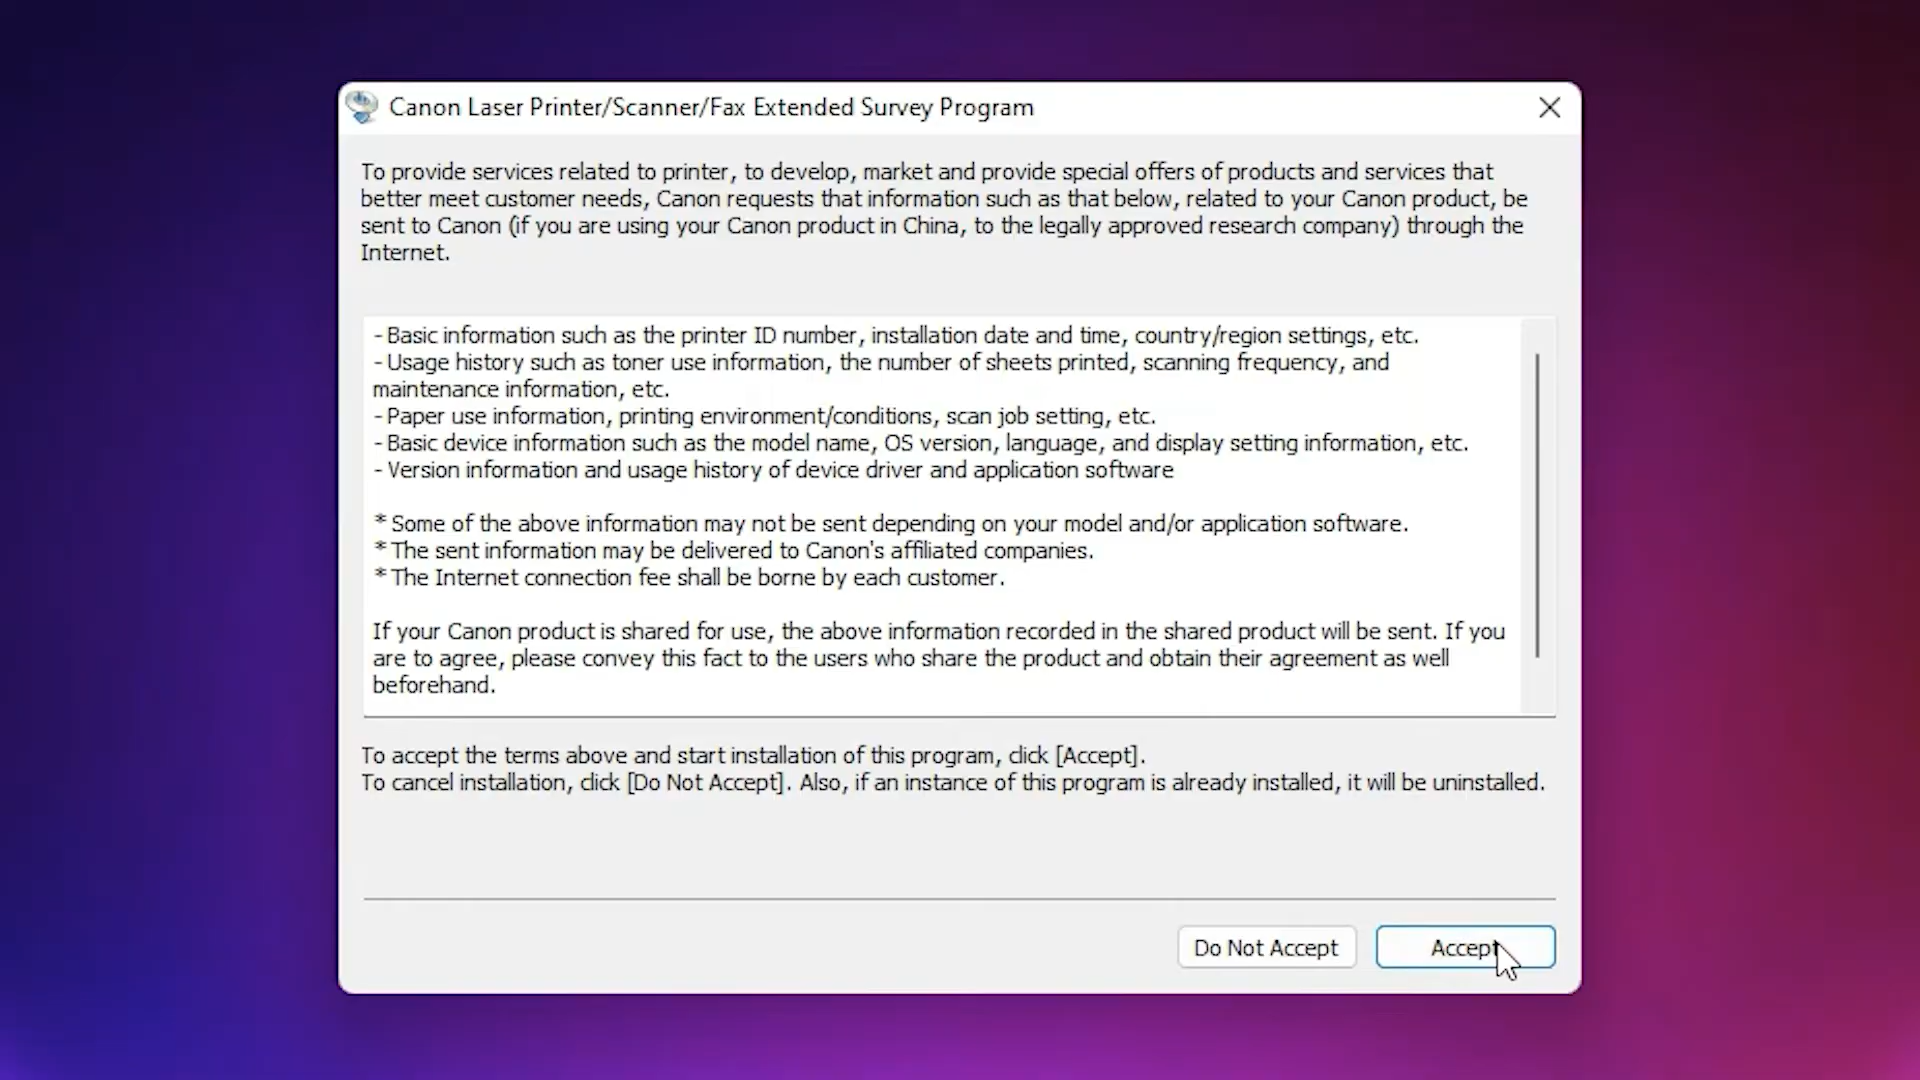 Canon Laser Printer/Scanner/Fax Extended Survey Program
To provide services related to printer, to develop, market and provide special offers of products and services that
better meet customer needs, Canon requests that information such as that below, related to your Canon product, be
sent to Canon (if you are using your Canon product in China, to the legally approved research company) through the
Internet.
- Basic information such as the printer ID number, installation date and time, country/region settings, etc.
- Usage history such as toner use information, the number of sheets printed, scanning frequency, and
maintenance information, etc.
- Paper use information, printing environment/conditions, scan job setting, etc.
- Basic device information such as the model name, OS version, language, and display setting information, etc.
- Version information and usage history of device driver and application software
* Some of the above information may not be sent depending on your model and/or application software.
* The sent information may be delivered to Canon's affiliated companies.
* The Internet connection fee shall be borne by each customer.
If your Canon product is shared for use, the above information recorded in the shared product will be sent. If you
are to agree, please convey this fact to the users who share the product and obtain their agreement as well
beforehand.
To accept the terms above and start installation of this program, click [Accept].
To cancel installation, click [Do Not Accept]. Also, if an instance of this program is already installed, it will be uninstalled.
Do Not Accept
Accept